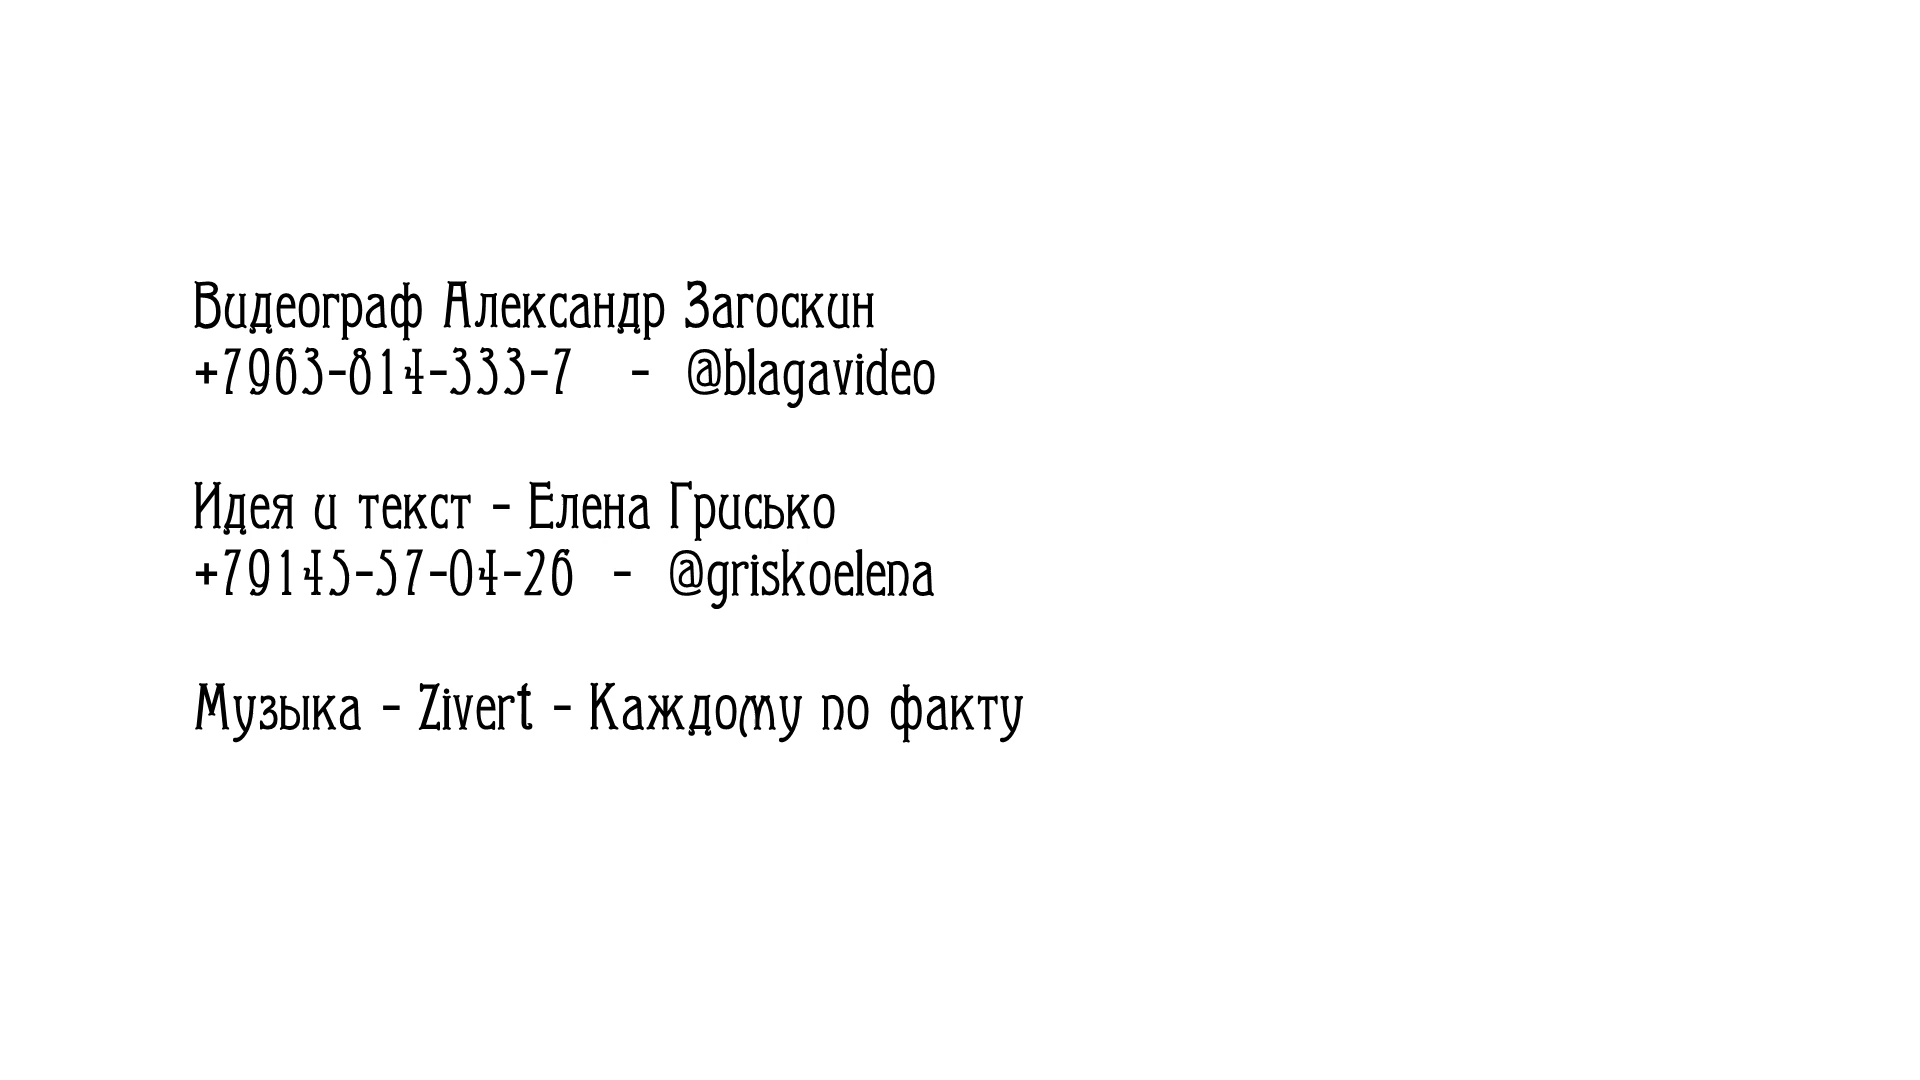 Видеограф Александр Загоскин
+7963-814-333-7 - @blagavideo
Идея и текст - Елена Грисько
+79145-57-04-26 - @griskoelena
Музыка - Zivert - Каждому по факту